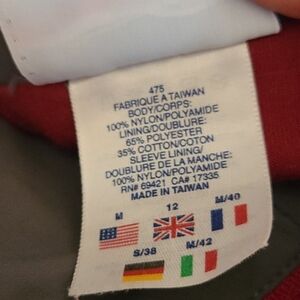 475
FABRIQUE A TAIWAN
BODY/CORPS:
100% NYLON/POLYAMIDE
LINING/DOUBLURE:
65% POLYESTER
35% COTTON/COTON
SLEEVE LINING/
DOUBLURE DE LA MANCHE:
100% NYLON/POLYAMIDE
RN# 69421 CA# 17335
MADE IN TAIWAN
M 12 M/40
S/38 M/42